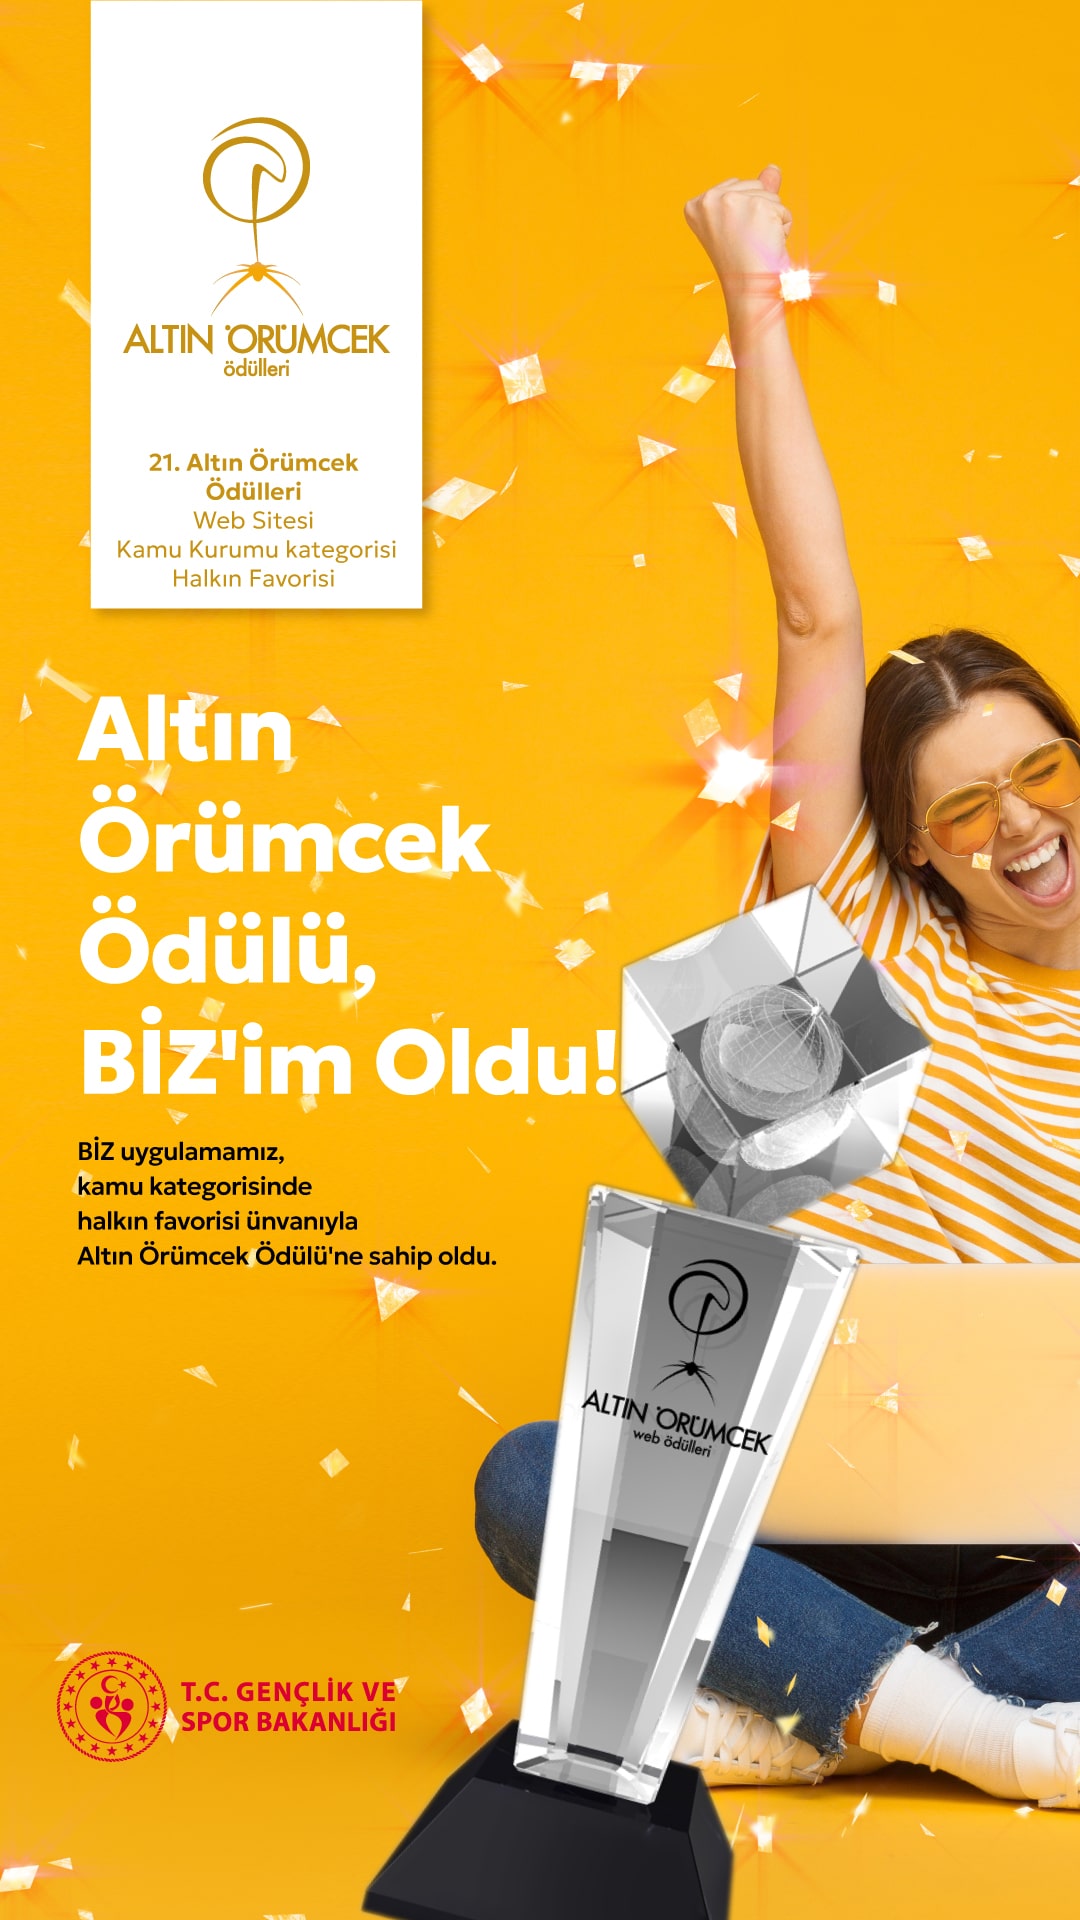 ALTIN ÖRÜMCEK
ödülleri
21. Altın Örümcek
Ödülleri
Web Sitesi
Kamu Kurumu kategorisi
Halkın Favorisi
Altın
Örümcek
Ödülü,
BİZ'im Oldu!
BİZ uygulamamız,
kamu kategorisinde
halkın favorisi ünvanıyla
Altın Örümcek Ödülü'ne sahip oldu.
ALTIN ÖRÜMCEK
web ödülleri
T.C. GENÇLİK VE
SPOR BAKANLIĞI